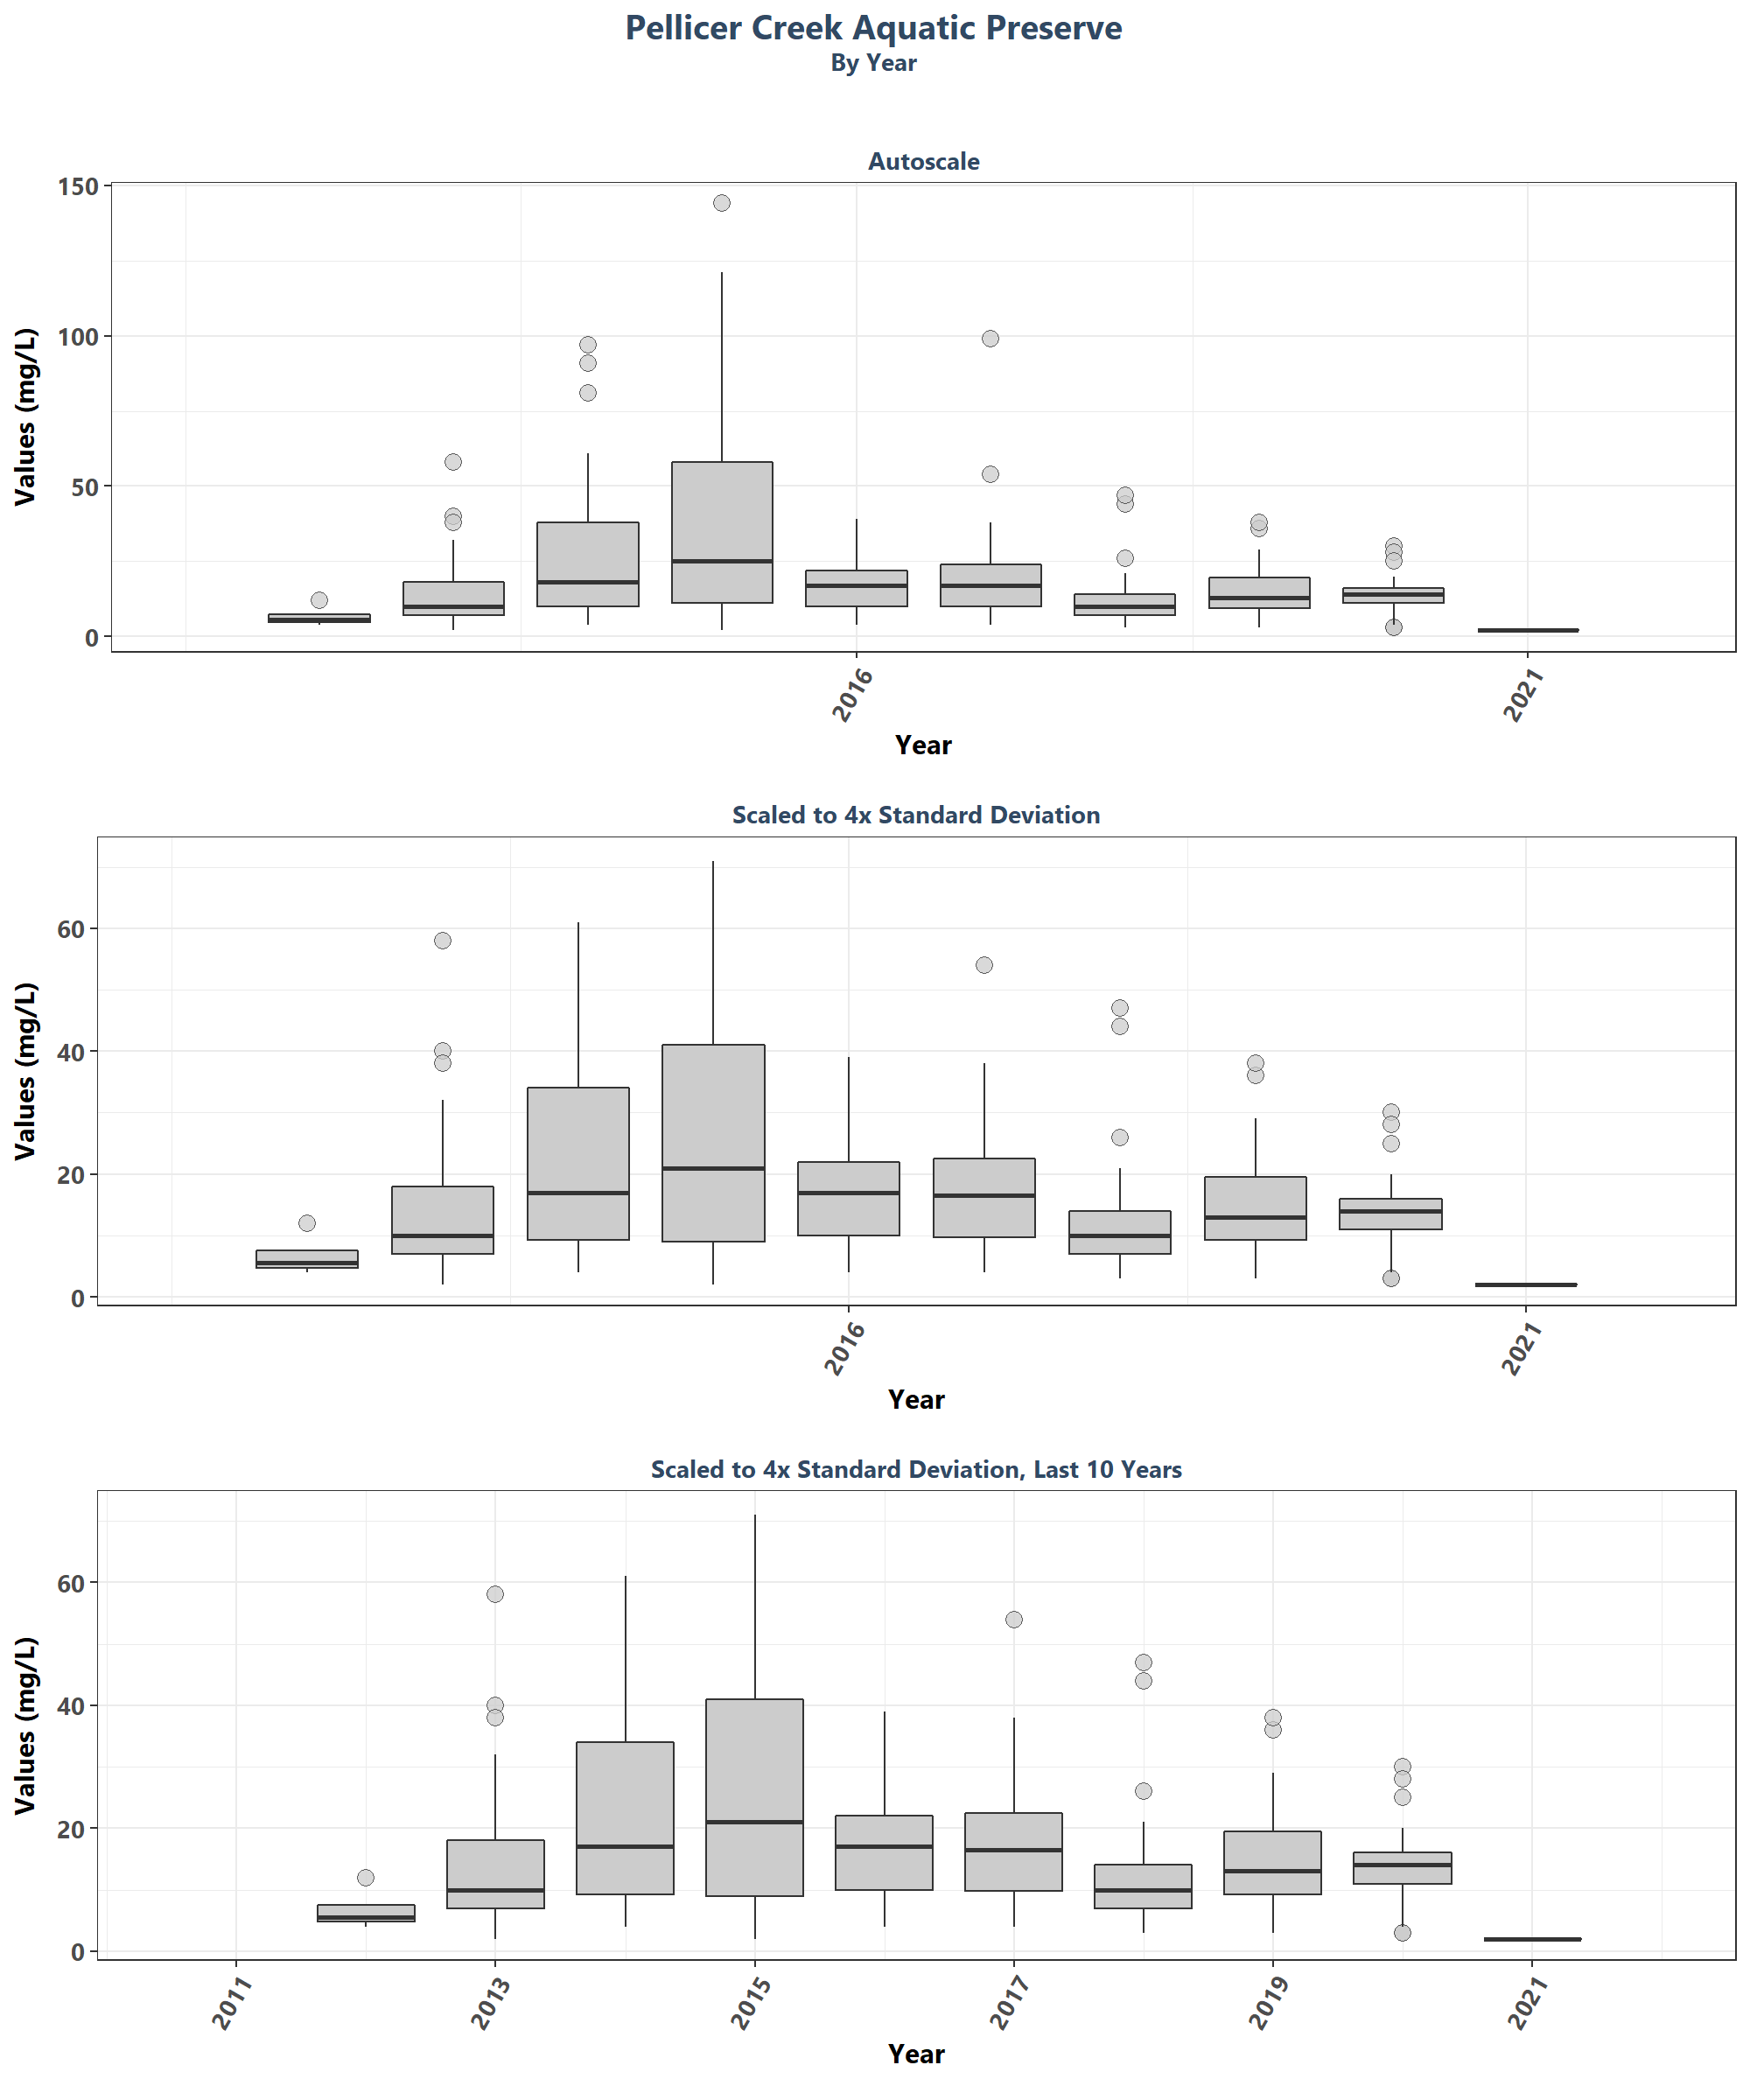 Pellicer Creek Aquatic Preserve
By Year
Autoscale
150
100
50
0
Values (mg/L)
2016
2021
Year
Scaled to 4x Standard Deviation
60
40
20
0
Values (mg/L)
2016
2021
Year
Scaled to 4x Standard Deviation, Last 10 Years
60
40
20
0
Values (mg/L)
2011
2013
2015
2017
2019
2021
Year